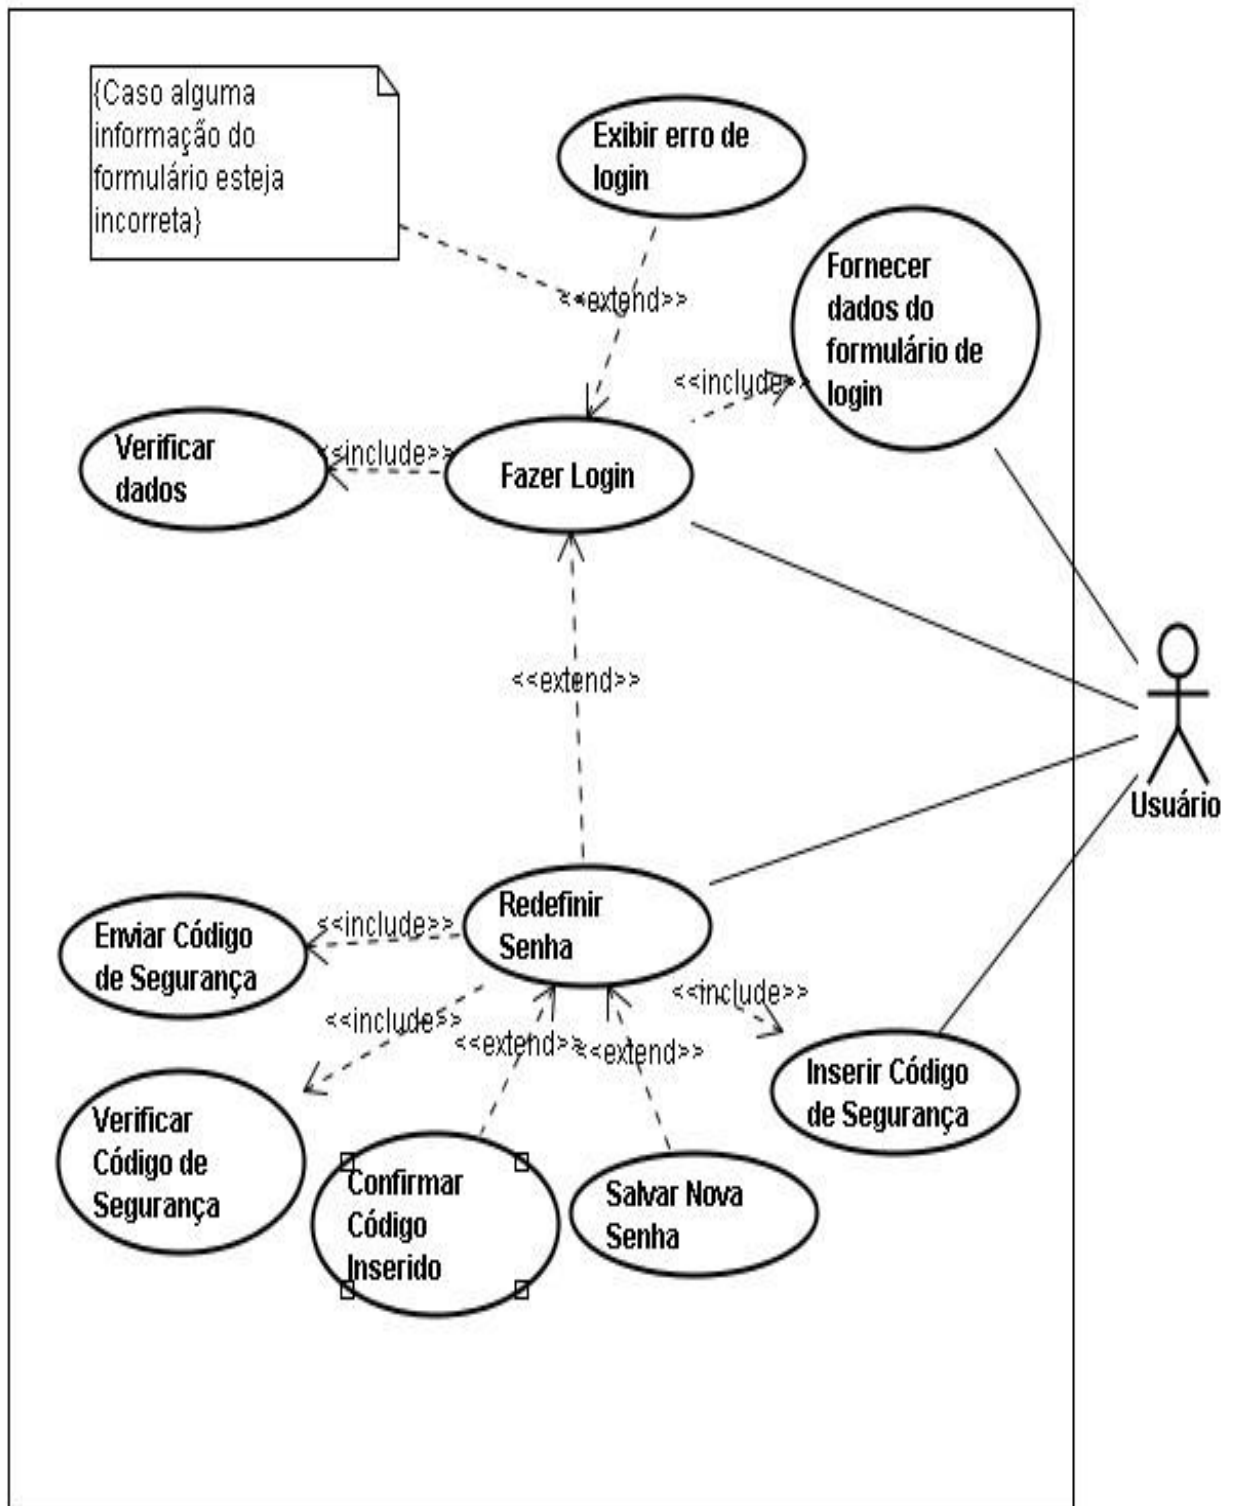 {Caso alguma
informação do
formulário esteja
incorreta}
Exibir erro de
login
Fornecer
dados do
formulário de
login
<<extend>>
<<include>>
Verificar
dados
<<include>>
Fazer Login
<<extend>>
Usuário
Redefinir
Senha
Enviar Código
de Segurança
<<include>>
<<include>>
<<include>>
<<extend>>
<<extend>>
Inserir Código
de Segurança
Verificar
Código de
Segurança
Confirmar
Código
Inserido
Salvar Nova
Senha